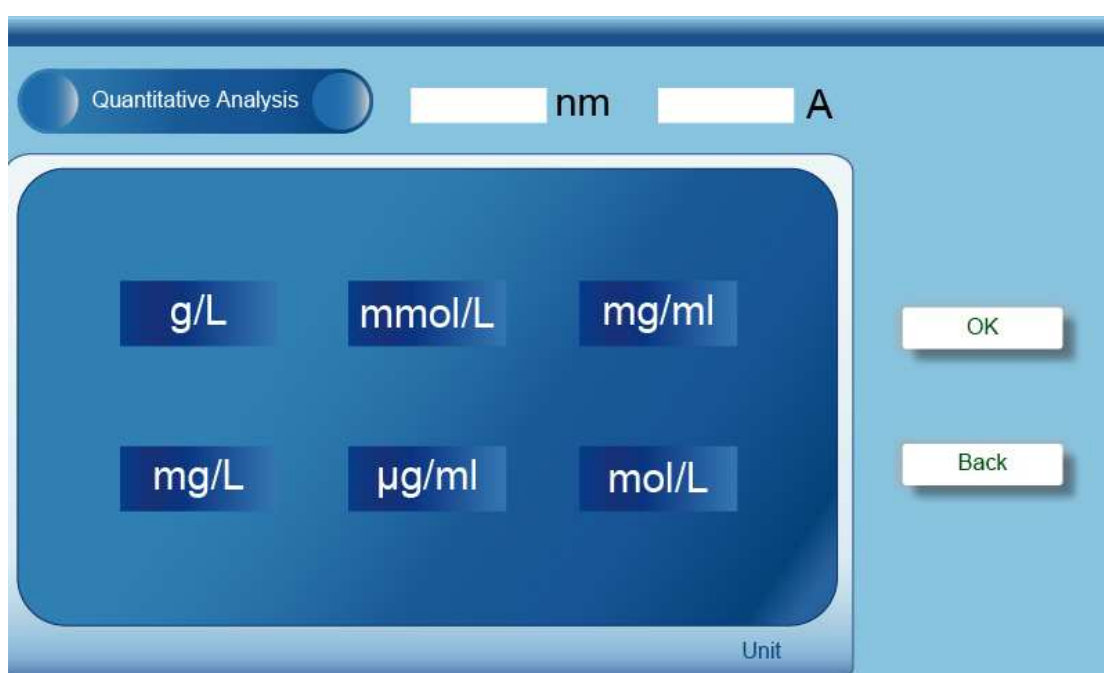 Quantitative Analysis nm A
g/L mmol/L mg/ml
OK
mg/L µg/ml mol/L
Back
Unit